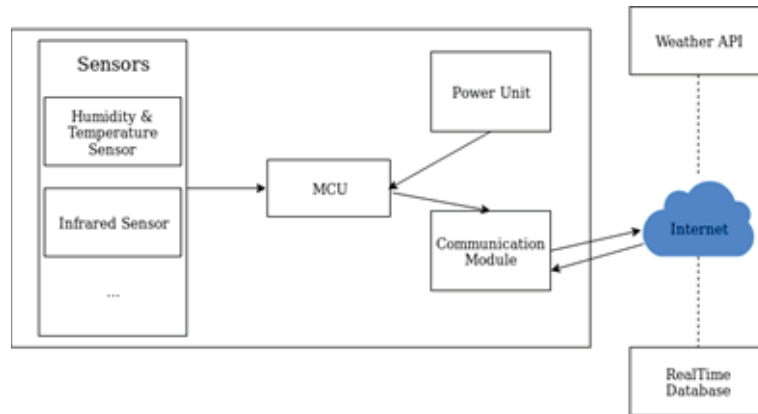 Sensors
Humidity &
Temperature
Sensor
Infrared Sensor
...
MCU
Power Unit
Communication
Module
Weather API
Internet
RealTime
Database